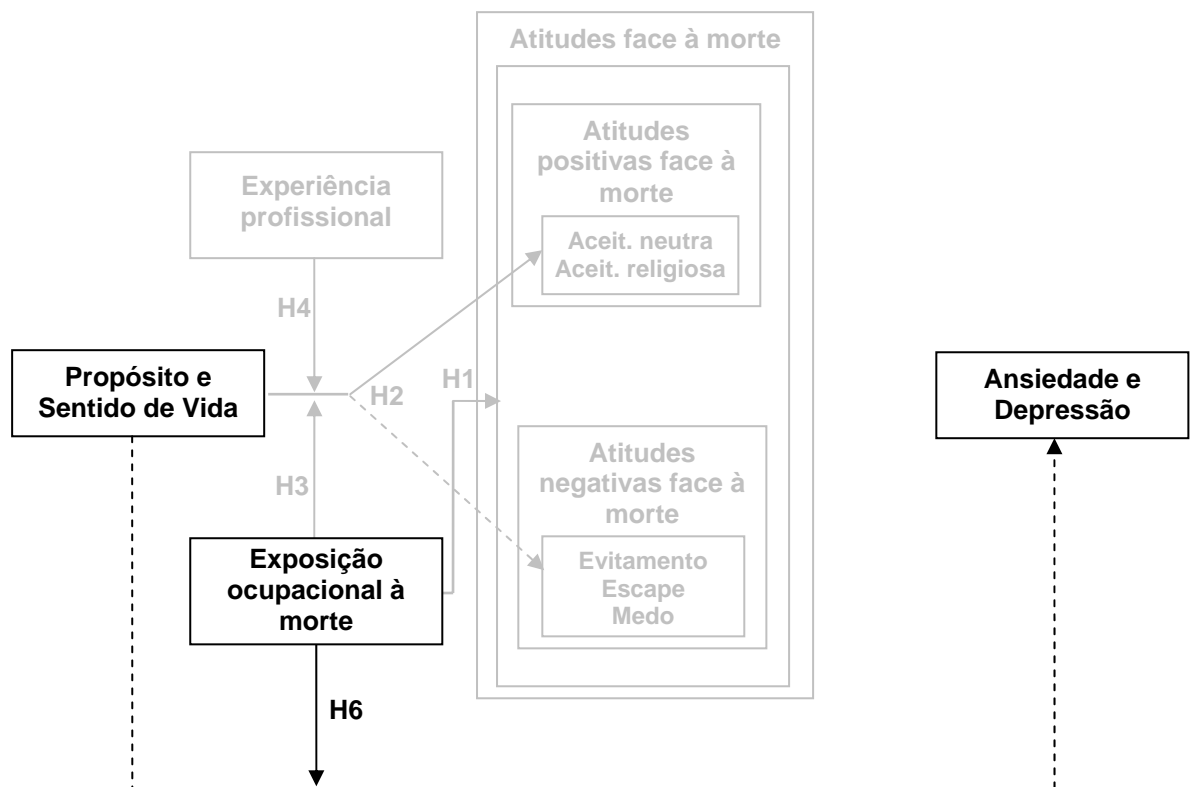 Atitudes face à morte
Atitudes
positivas face à
morte
Experiência
profissional
Aceit. neutra
Aceit. religiosa
H4
Propósito e
Sentido de Vida
H2
H1
Ansiedade e
Depressão
Atitudes
negativas face à
morte
H3
Exposição
ocupacional à
morte
Evitamento
Escape
Medo
H6